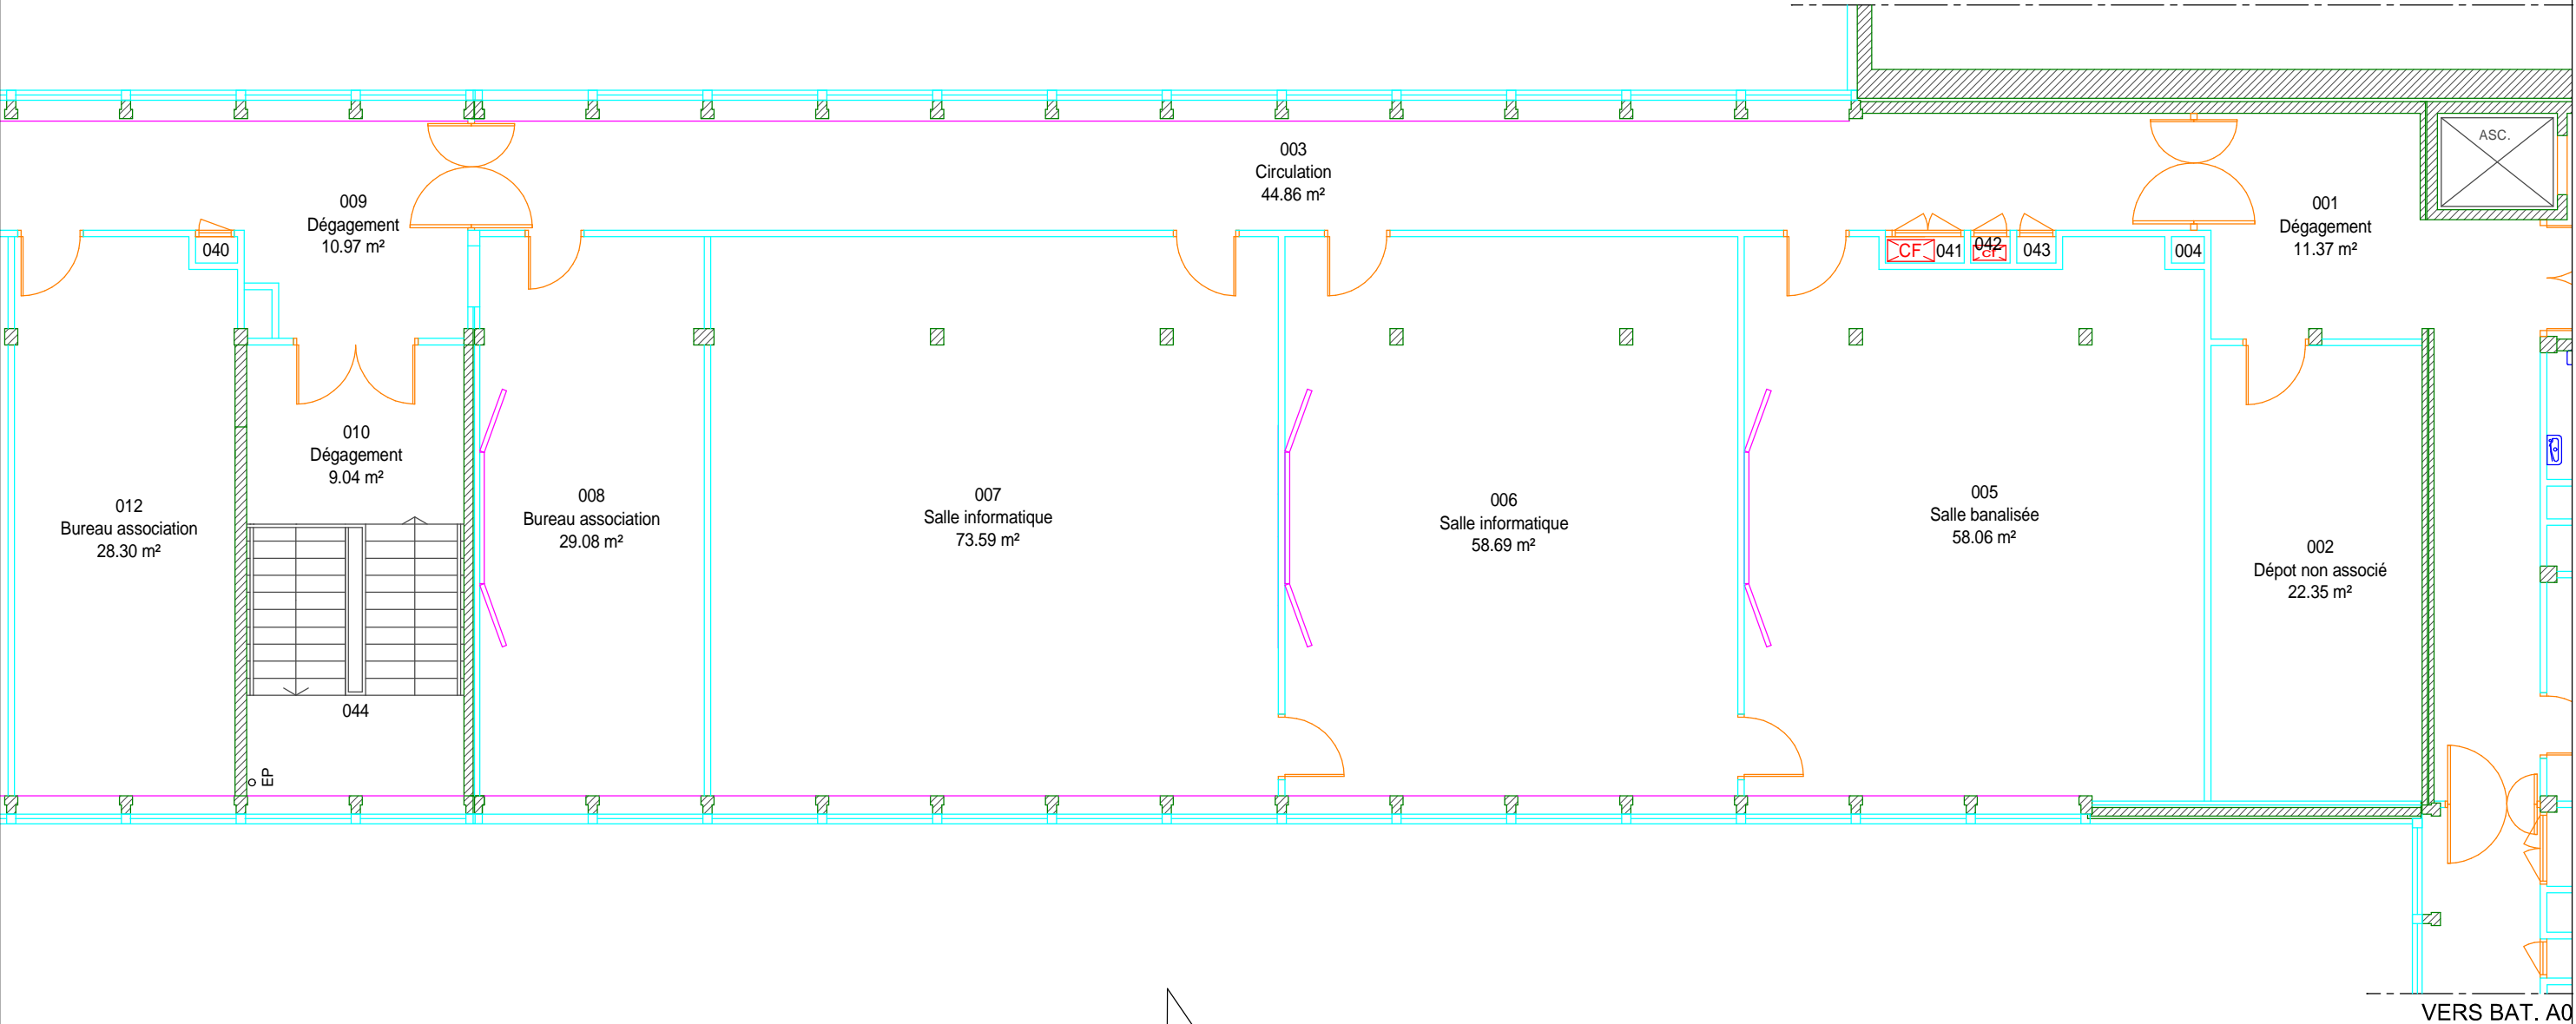 ASC.
003
Circulation
44.86 m²
009
Dégagement
10.97 m²
001
Dégagement
11.37 m²
040
CF
041
042
CF
043
004
010
Dégagement
9.04 m²
012
Bureau association
28.30 m²
008
Bureau association
29.08 m²
007
Salle informatique
73.59 m²
006
Salle informatique
58.69 m²
005
Salle banalisée
58.06 m²
002
Dépot non associé
22.35 m²
044
EP
VERS BAT. A0